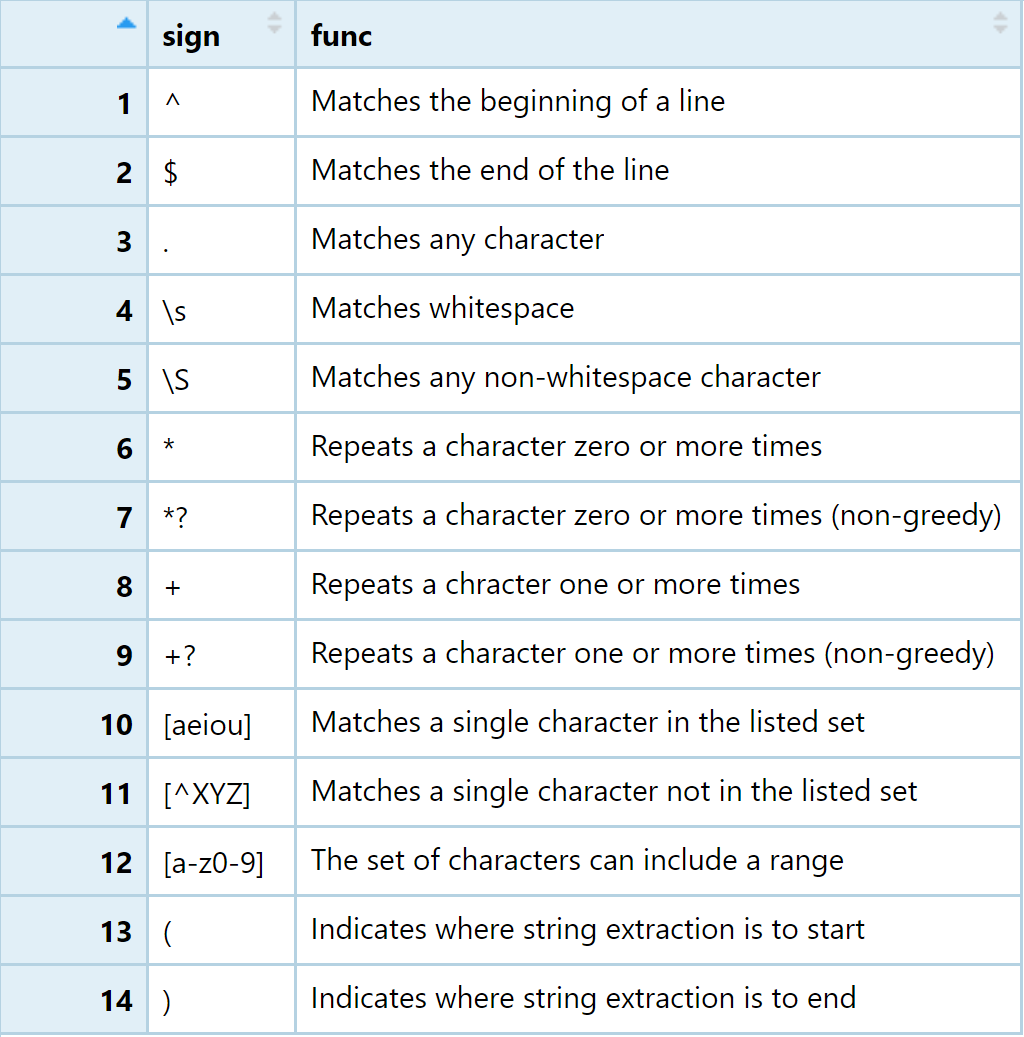 sign func
1 ^ Matches the beginning of a line
2 $ Matches the end of the line
3 . Matches any character
4 \s Matches whitespace
5 \S Matches any non-whitespace character
6 * Repeats a character zero or more times
7 *? Repeats a character zero or more times (non-greedy)
8 + Repeats a chracter one or more times
9 +? Repeats a character one or more times (non-greedy)
10 [aeiou] Matches a single character in the listed set
11 [^XYZ] Matches a single character not in the listed set
12 [a-z0-9] The set of characters can include a range
13 ( Indicates where string extraction is to start
14 ) Indicates where string extraction is to end